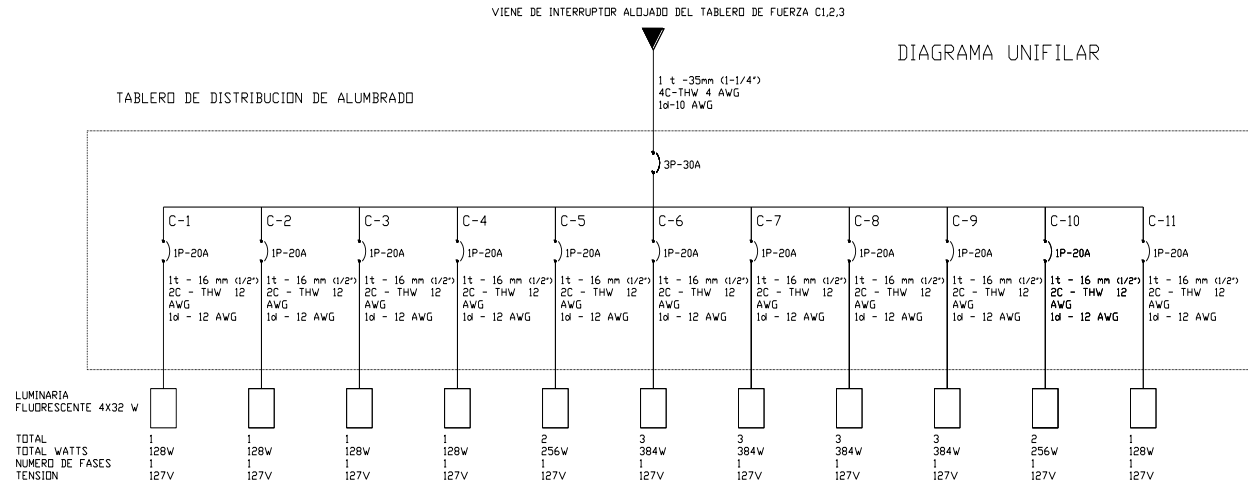 VIENE DE INTERRUPTOR ALOJADO DEL TABLERO DE FUERZA C1,2,3
DIAGRAMA UNIFILAR
1 t -35mm (1-1/4")
4C-THW 4 AWG
1d-10 AWG
TABLERO DE DISTRIBUCION DE ALUMBRADO
3P-30A
C-1 C-2 C-3 C-4 C-5 C-6 C-7 C-8 C-9 C-10 C-11
1P-20A 1P-20A 1P-20A 1P-20A 1P-20A 1P-20A 1P-20A 1P-20A 1P-20A 1P-20A 1P-20A
1t - 16 mm (1/2") 1t - 16 mm (1/2") 1t - 16 mm (1/2") 1t - 16 mm (1/2") 1t - 16 mm (1/2") 1t - 16 mm (1/2") 1t - 16 mm (1/2") 1t - 16 mm (1/2") 1t - 16 mm (1/2") 1t - 16 mm (1/2") 1t - 16 mm (1/2")
2C - THW 12 2C - THW 12 2C - THW 12 2C - THW 12 2C - THW 12 2C - THW 12 2C - THW 12 2C - THW 12 2C - THW 12 2C - THW 12 2C - THW 12
AWG AWG AWG AWG AWG AWG AWG AWG AWG AWG AWG
1d - 12 AWG 1d - 12 AWG 1d - 12 AWG 1d - 12 AWG 1d - 12 AWG 1d - 12 AWG 1d - 12 AWG 1d - 12 AWG 1d - 12 AWG 1d - 12 AWG 1d - 12 AWG
LUMINARIA
FLUORESCENTE 4X32 W
TOTAL 1 1 1 1 2 3 3 3 3 2 1
TOTAL WATTS 128W 128W 128W 128W 256W 384W 384W 384W 384W 256W 128W
NUMERO DE FASES 1 1 1 1 1 1 1 1 1 1 1
TENSION 127V 127V 127V 127V 127V 127V 127V 127V 127V 127V 127V